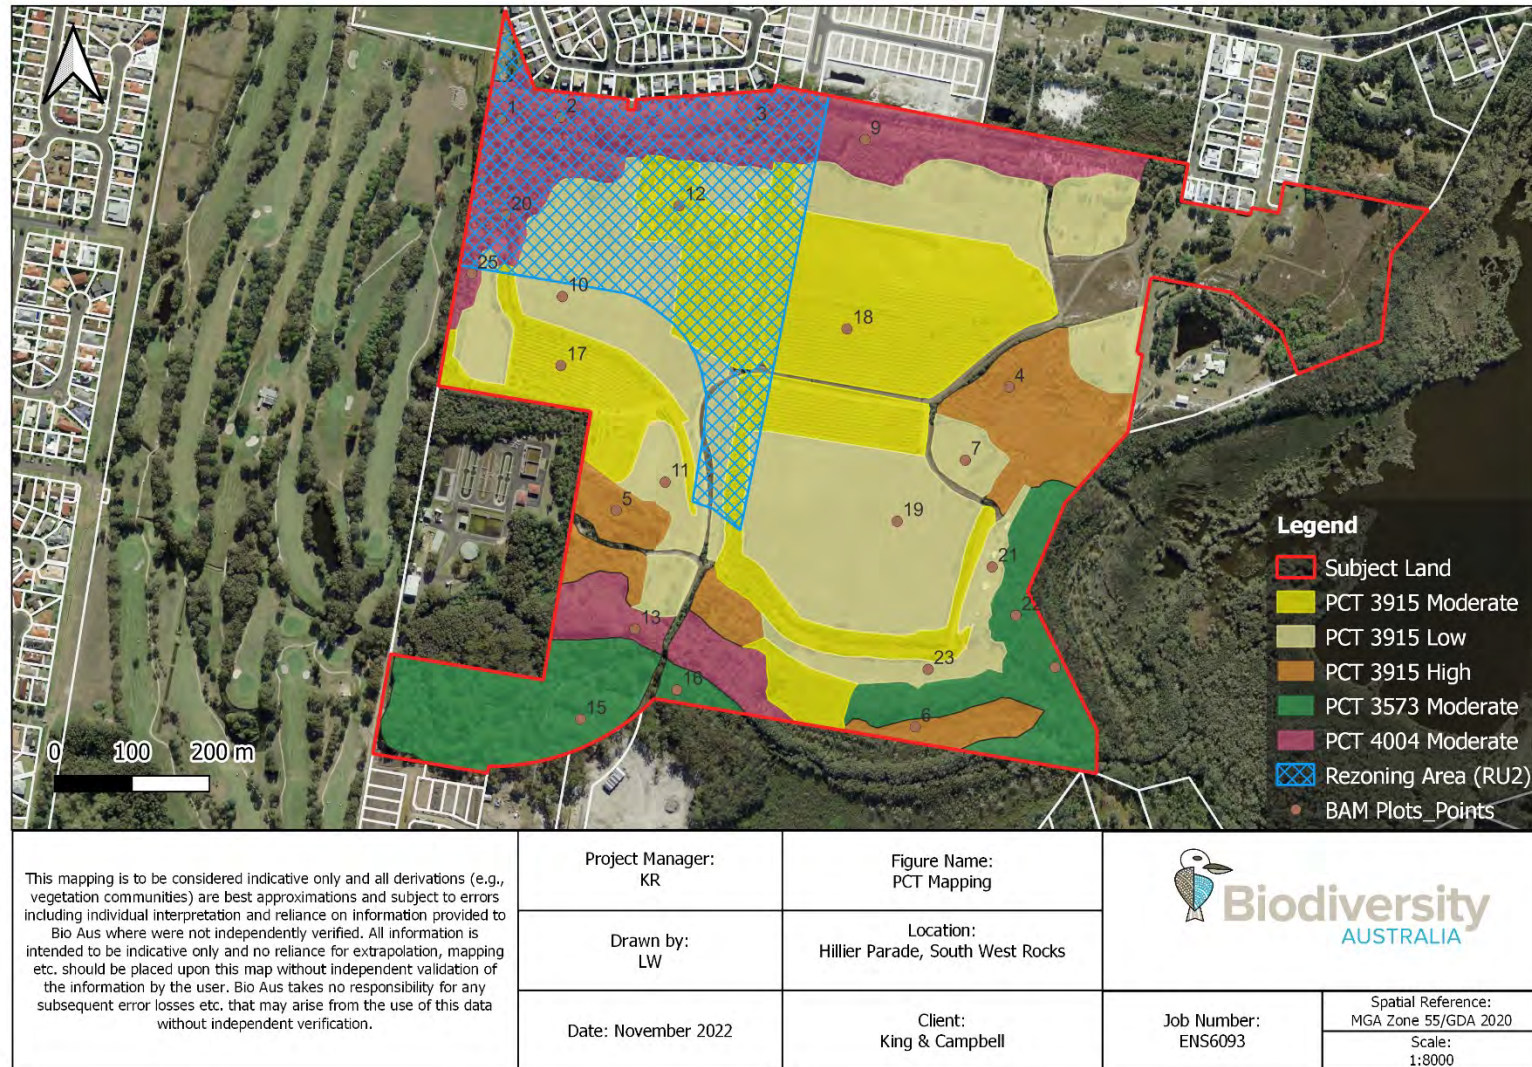 1
2
3
9
12
20
25
10
18
17
4
7
11
5
19
21
22
13
23
16
15
6
0 100 200 m
Legend
Subject Land
PCT 3915 Moderate
PCT 3915 Low
PCT 3915 High
PCT 3573 Moderate
PCT 4004 Moderate
Rezoning Area (RU2)
BAM Plots_Points
This mapping is to be considered indicative only and all derivations (e.g.,
vegetation communities) are best approximations and subject to errors
including individual interpretation and reliance on information provided to
Bio Aus where were not independently verified. All information is
intended to be indicative only and no reliance for extrapolation, mapping
etc. should be placed upon this map without independent validation of
the information by the user. Bio Aus takes no responsibility for any
subsequent error losses etc. that may arise from the use of this data
without independent verification.
Project Manager:
KR
Figure Name:
PCT Mapping
Drawn by:
LW
Location:
Hillier Parade, South West Rocks
Date: November 2022
Client:
King & Campbell
Biodiversity
AUSTRALIA
Job Number:
ENS6093
Spatial Reference:
MGA Zone 55/GDA 2020
Scale:
1:8000